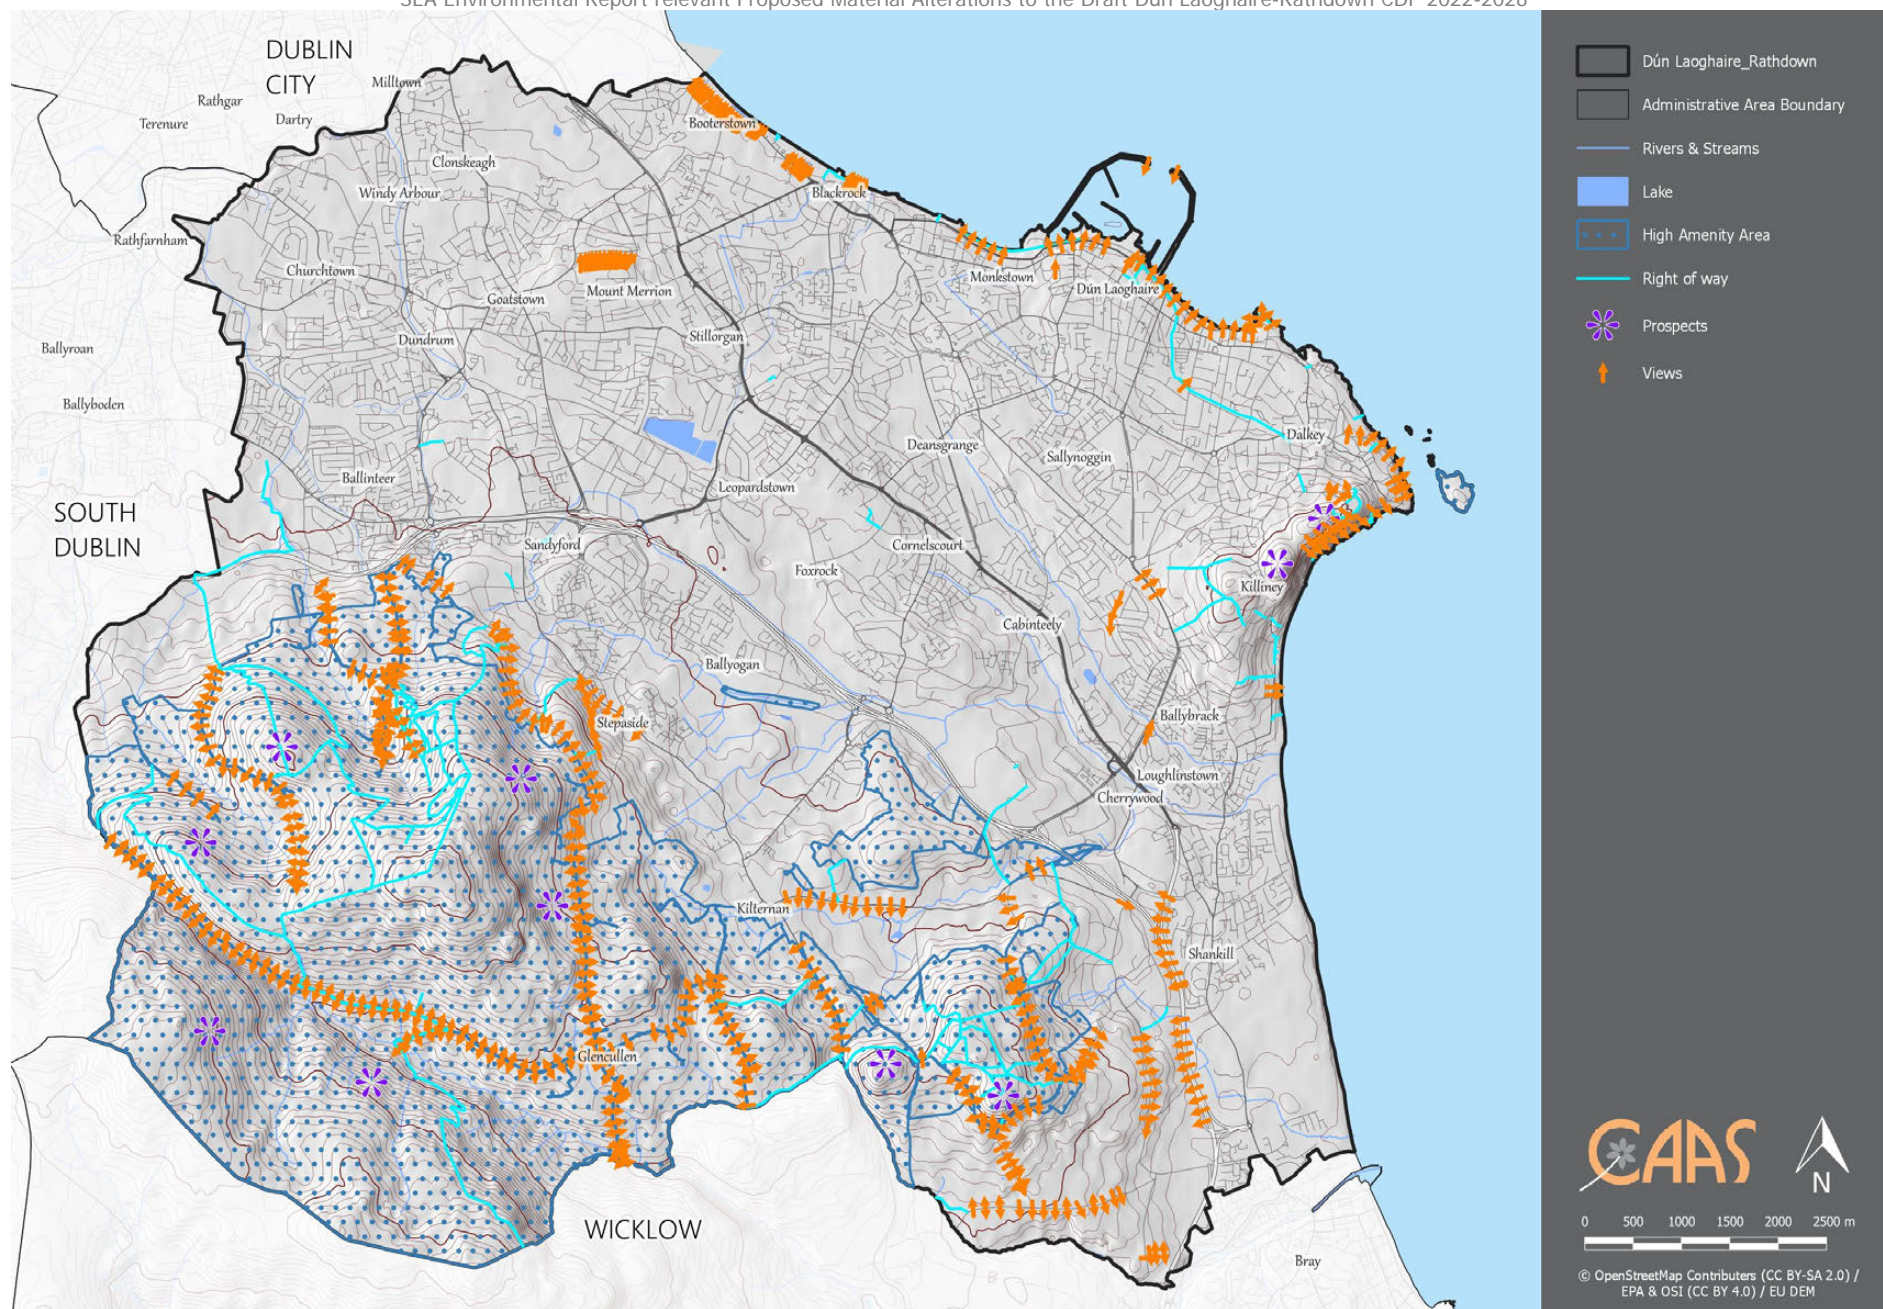 SEA Environmental Report relevant Proposed Material Alterations to the Draft Dún Laoghaire-Rathdown CDP 2022-2028
DUBLIN
CITY
Milltown
Rathgar
Terenure
Dartry
Booterstown
Clonskeagh
Windy Arbour
Blackrock
Rathfarnham
Churchtown
Goatstown
Mount Merrion
Monkstown
Dún Laoghaire
Ballyroan
Dundrum
Stillorgan
Ballyboden
Dalkey
Deansgrange
Sallynoggin
Ballinteer
Leopardstown
SOUTH
DUBLIN
Sandyford
Cornelscourt
Foxrock
Killiney
Cabinteely
Ballyogan
Stepaside
Ballybrack
Loughlinstown
Cherrywood
Kilternan
Shankill
Glencullen
WICKLOW
Bray
Dún Laoghaire_Rathdown
Administrative Area Boundary
Rivers & Streams
Lake
High Amenity Area
Right of way
Prospects
Views
CAAS
N
0 500 1000 1500 2000 2500 m
© OpenStreetMap Contributers (CC BY-SA 2.0) /
EPA & OSI (CC BY 4.0) / EU DEM